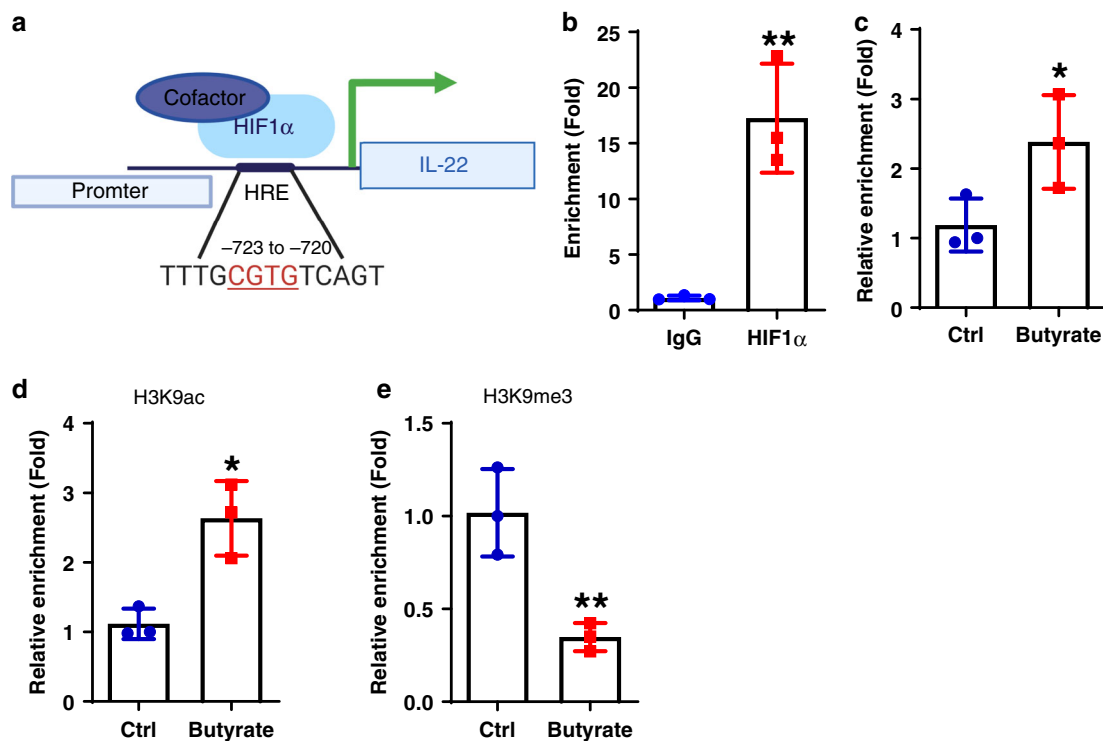 a
Cofactor
HIF1α
IL-22
Promter
HRE
–723 to –720
TTTGCGTGTCAGT
b
Enrichment (Fold)
25
20
15
10
5
0
**
IgG
HIF1α
c
Relative enrichment (Fold)
4
3
2
1
0
*
Ctrl
Butyrate
d
H3K9ac
Relative enrichment (Fold)
4
3
2
1
0
*
Ctrl
Butyrate
e
H3K9me3
Relative enrichment (Fold)
1.5
1.0
0.5
0.0
**
Ctrl
Butyrate